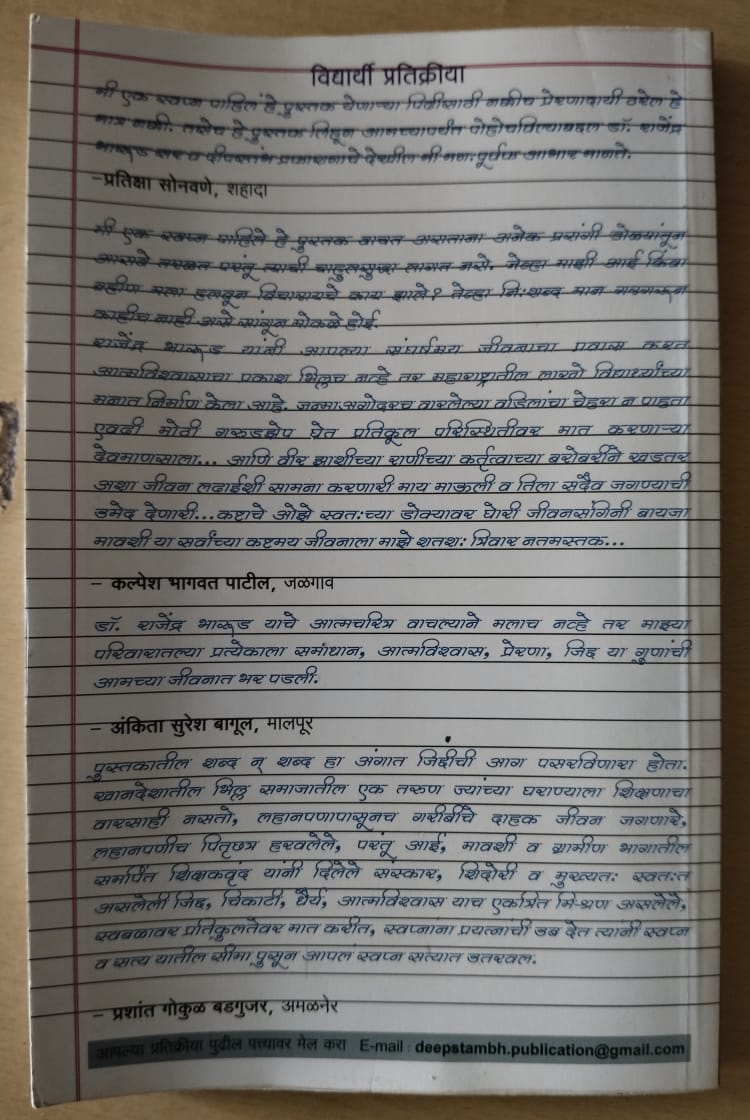 विद्यार्थी प्रतिक्रीया
मी एक स्वप्न पाहिलं हे पुस्तक येणाऱ्या पिढीसाठी नक्कीच प्रेरणादायी ठरेल हे
मात्र नक्की. तसेच हे पुस्तक लिहून आमच्यापर्यंत पोहोचविल्याबद्दल डॉ. राजेंद्र
भारूड सर व दीपस्तंभ प्रकाशनाचे देखील मी मन:पूर्वक आभार मानते.
–प्रतिक्षा सोनवणे, शहादा
मी एक स्वप्न पाहिले हे पुस्तक वाचत असताना अनेक प्रसंगी डोळ्यांतून
आसवे तरळत परंतू त्याची चाहुलसुद्धा लागत नसे. जेव्हा माझी आई किंवा
बहीण मला हलवून विचारायचे काय झाले? तेव्हा नि:शब्द मान
काहीच नाही असे सांगून मोकळे होई.
राजेंद्र भारूड यांनी आपल्या संघर्षमय जीवनाचा प्रवास करत
आत्मविश्वासाचा प्रकाश भिल्लच नव्हे तर महाराष्ट्रातील लाखो विद्यार्थ्यांच्या
मनात निर्माण केला आहे. जन्माअगोदरच वारलेल्या वडिलांचा चेहरा न पाहता
एवढी मोती गरुडझेप घेत प्रतिकूल परिस्थितीवर मात करणाऱ्या
देवमाणसाला... आणि वीर झाशीच्या राणीच्या कर्तृत्वाच्या बरोबरीने खडतर
अशा जीवन लढाईशी सामना करणारी माय माऊली व तिला सदैव जगण्याची
उमेद देणारी...कष्टाचे ओझे स्वत:च्या डोक्यावर घेारी जीवनसंगिनी बायजा
मावशी या सर्वांच्या कष्टमय जीवनाला माझे शतश: त्रिवार नतमस्तक...
– कल्पेश भागवत पाटील, जळगाव
डॉ. राजेंद्र भारूड याचे आत्मचरित्र वाचल्याने मलाच नव्हे तर माझ्या
परिवारातल्या प्रत्येकाला समाधान, आत्मविश्वास, प्रेरणा, जिद्द या गुणांची
आमच्या जीवनात भर पडली.
– अंकिता सुरेश बागूल, मालपूर
पुस्तकातील शब्द न् शब्द हा अंगात जिद्दीची आग पसरविणारा होता.
खानदेशातील भिल्ल समाजातील एक तरुण ज्यांच्या घराण्याला शिक्षणाचा
वारसाही नसतो, लहानपणापासूनच गरीबीचे दाहक जीवन जगणारे,
लहानपणीच पितृछत्र हरवलेले, परंतू आई, मावशी व ग्रामीण भागातील
समर्पित शिक्षकवृंद यांनी दिलेले संस्कार, शिदोरी व मुख्यत: स्वत:त
असलेली जिद्द, चिकाटी, धैर्य, आत्मविश्वास याच एकत्रित मिश्रण असलेले,
स्वबळावर प्रतिकूलतेवर मात करीत, स्वप्नांना प्रयत्नांची डब देत त्यांनी स्वप्न
व सत्य यातील सीमा पुसून आपलं स्वप्न सत्यात उतरवल.
– प्रशांत गोकुळ बडगुजर, अमळनेर
आपल्या प्रतिक्रीया पुढील पत्त्यावर मेल करा E-mail : deepstambh.publication@gmail.com